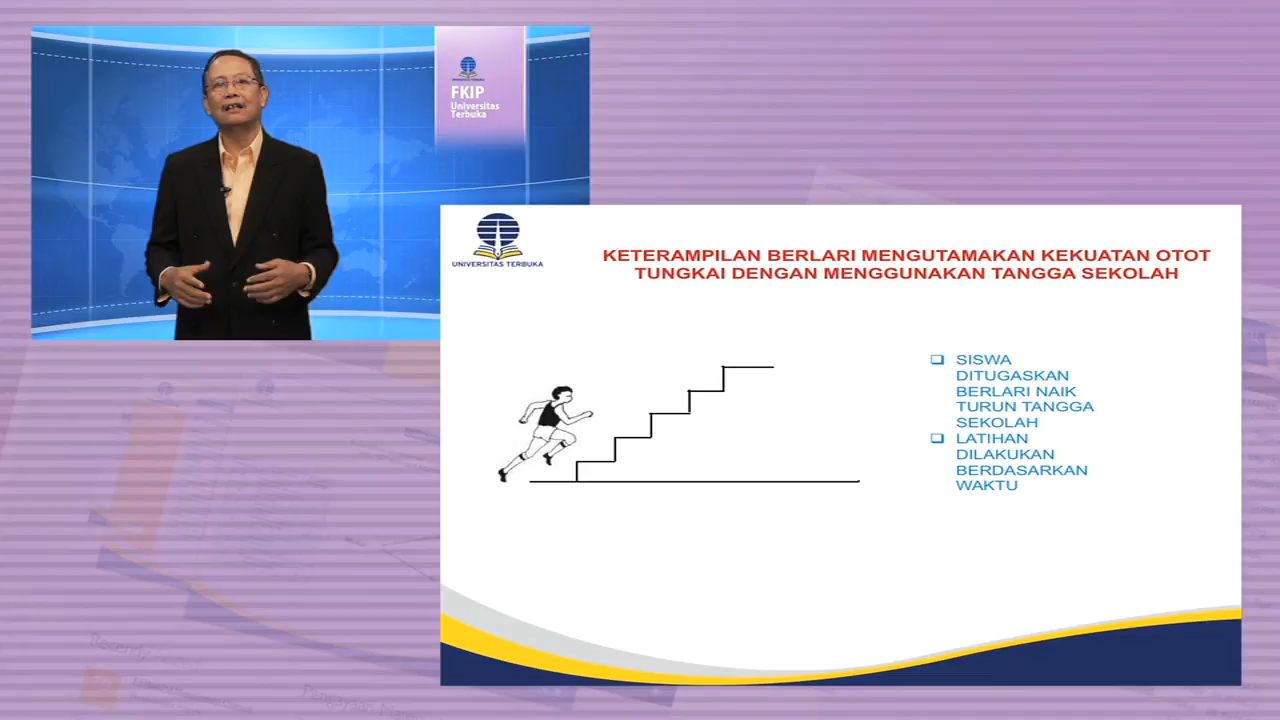 FKIP
Universitas
Terbuka
UNIVERSITAS TERBUKA
KETERAMPILAN BERLARI MENGUTAMAKAN KEKUATAN OTOT
TUNGKAI DENGAN MENGGUNAKAN TANGGA SEKOLAH
SISWA
DITUGASKAN
BERLARI NAIK
TURUN TANGGA
SEKOLAH
LATIHAN
DILAKUKAN
BERDASARKAN
WAKTU